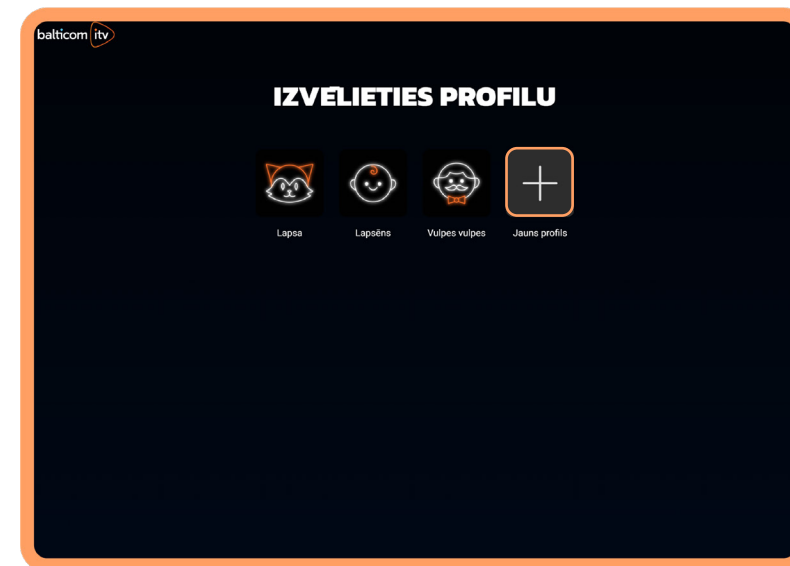 balticom itv
IZVĒLIETIES PROFILU
Lapsa Lapsēns Vulpes vulpes Jauns profils